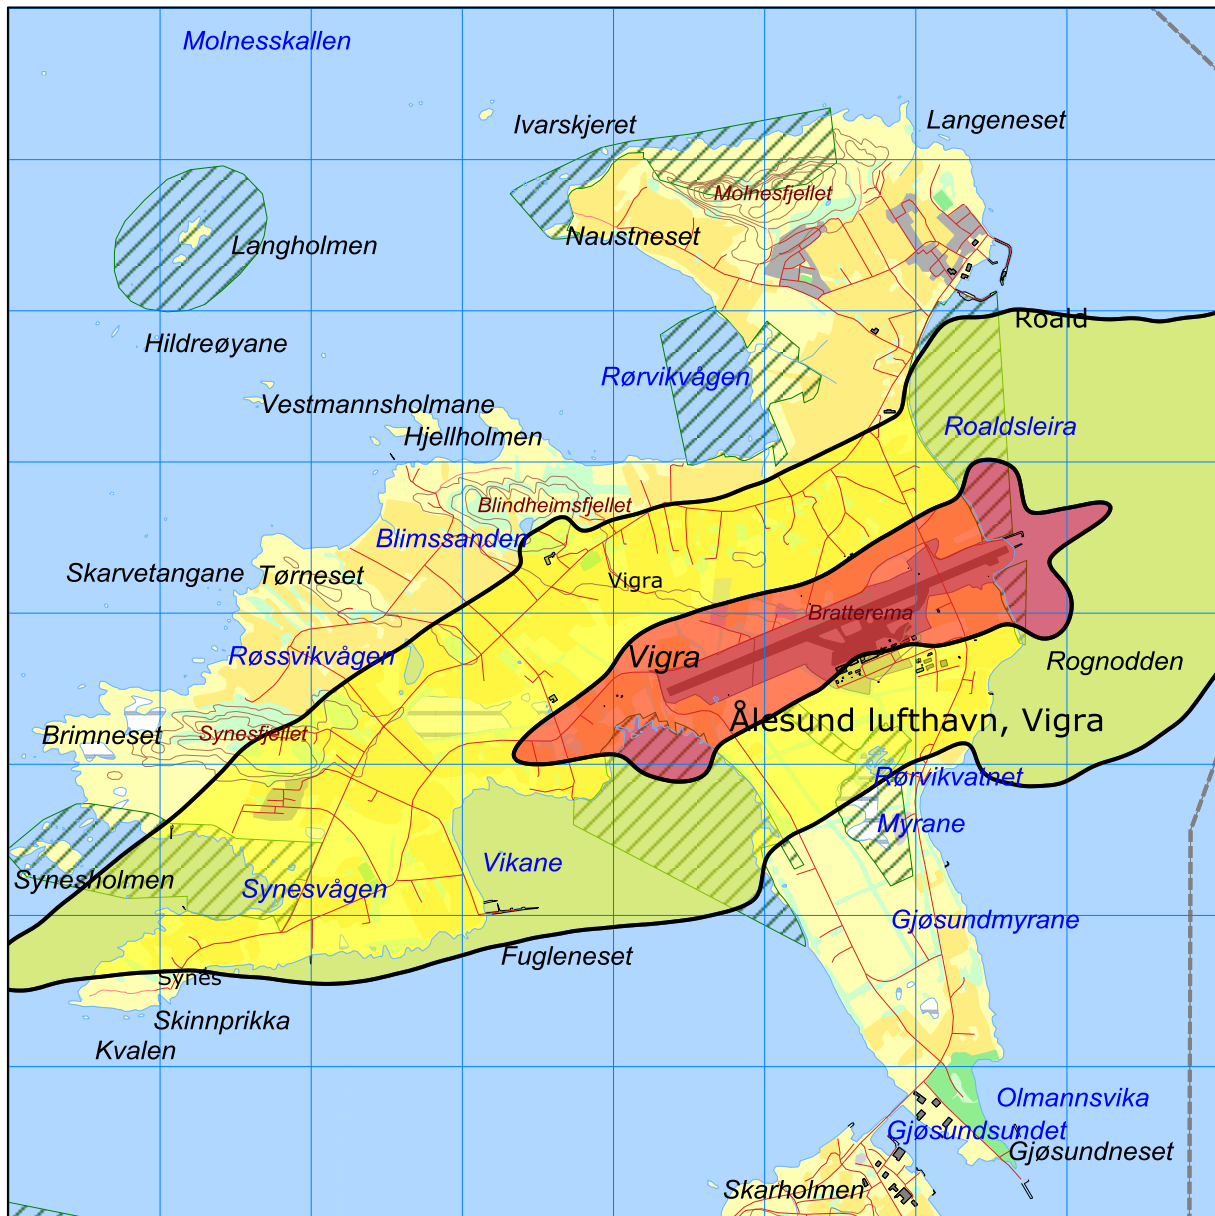 Molnesskallen
Ivarskjeret
Langeneset
Molnesfjellet
Langholmen
Naustneset
Roald
Hildreøyane
Rørvikvågen
Vestmannsholmane
Roaldsleira
Hjellholmen
Blindheimsfjellet
Blimssanden
Skarvetangane
Tørneset
Vigra
Bratterema
Røssvikvågen
Vigra
Rognodden
Brimneset
Synesfjellet
Ålesund lufthavn, Vigra
Rørvikvatnet
Myrane
Synesholmen
Synesvågen
Vikane
Gjøsundmyrane
Fugleneset
Synes
Skinnprikka
Kvalen
Olmannsvika
Gjøsundsundet
Gjøsundneset
Skarholmen